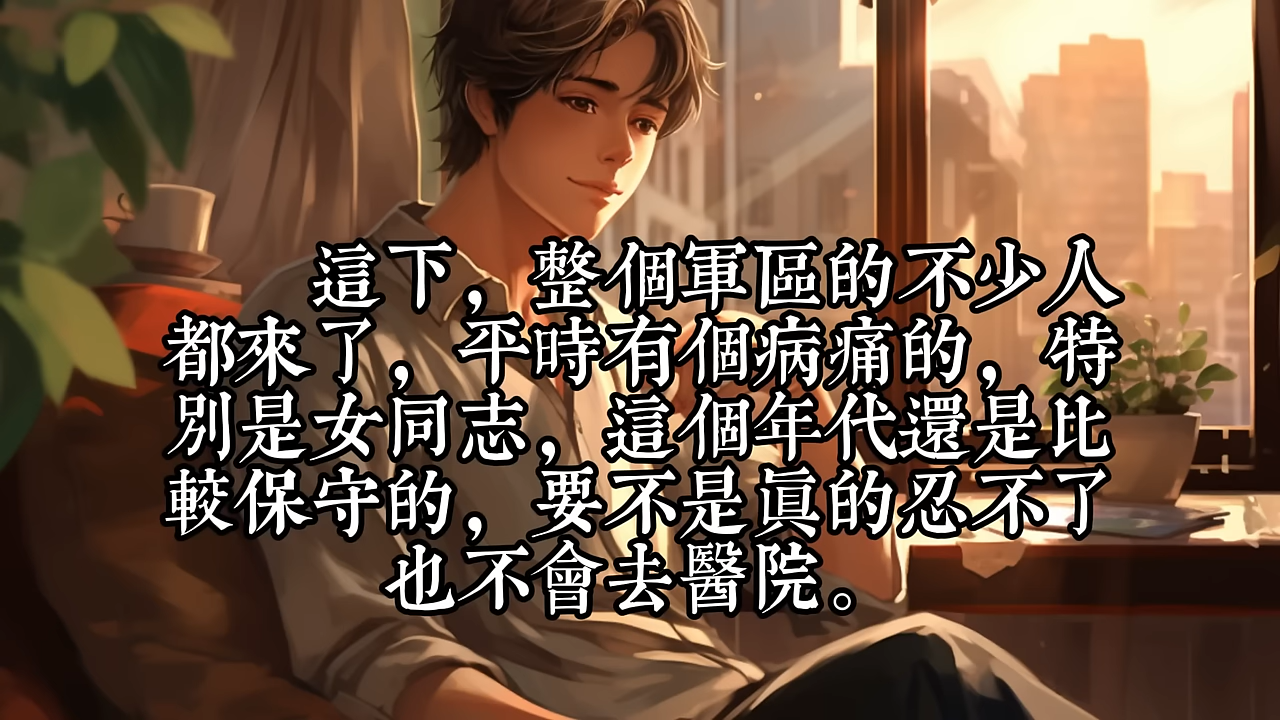 這下，整個軍區的不少人
都來了，平時有個病痛的，特
別是女同志，這個年代還是比
較保守的，要不是真的忍不了
也不會去醫院。